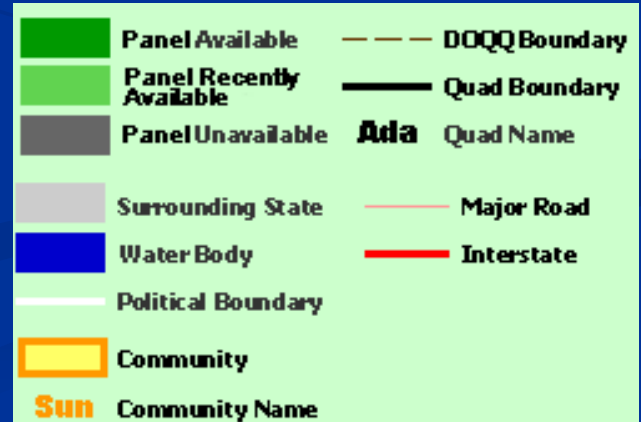 Panel Available
DOQQ Boundary
Panel Recently
Available
Quad Boundary
Panel Unavailable
Ada Quad Name
Surrounding State
Major Road
Water Body
Interstate
Political Boundary
Community
Sun Community Name